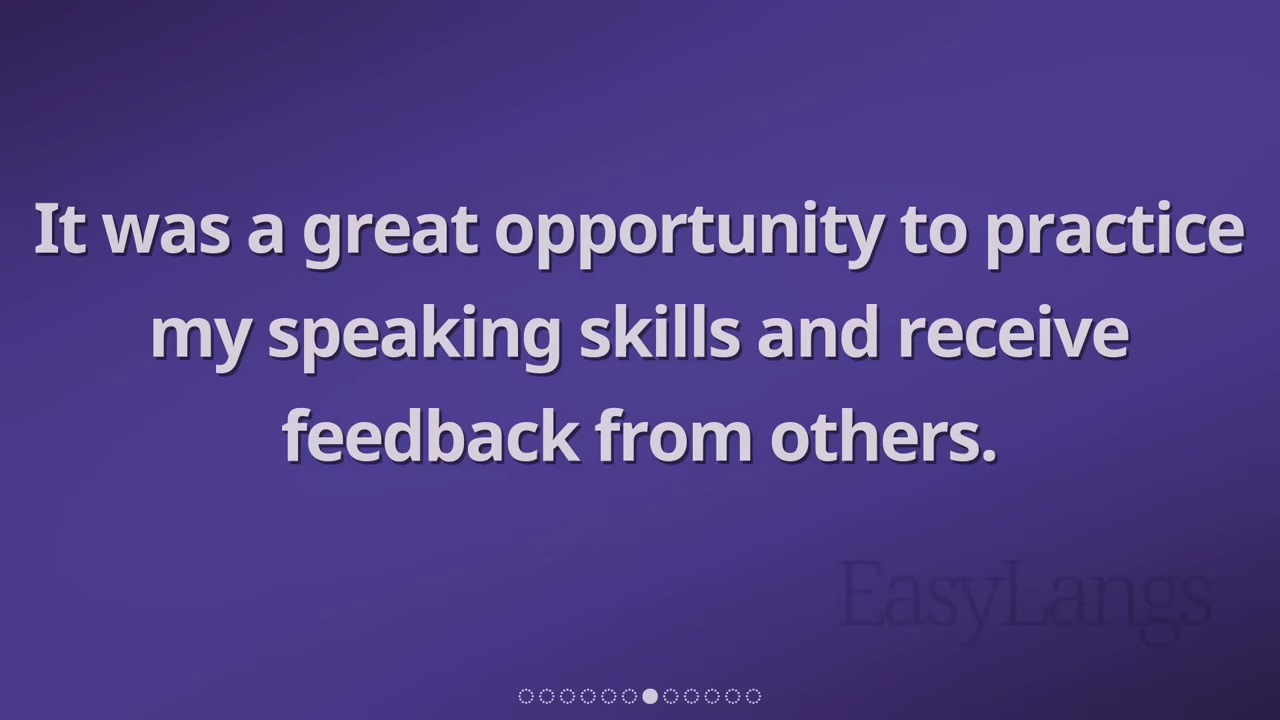 It was a great opportunity to practice
my speaking skills and receive
feedback from others.
EasyLangs